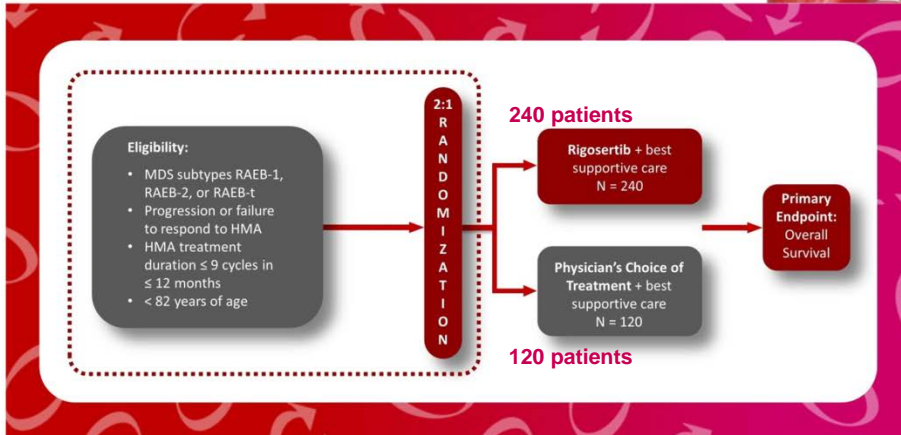 Eligibility:
• MDS subtypes RAEB-1,
RAEB-2, or RAEB-t
• Progression or failure
to respond to HMA
• HMA treatment
duration ≤ 9 cycles in
≤ 12 months
• < 82 years of age
2:1
R
A
N
D
O
M
I
Z
A
T
I
O
N
240 patients
Rigosertib + best
supportive care
N = 240
Physician's Choice of
Treatment + best
supportive care
N = 120
120 patients
Primary
Endpoint:
Overall
Survival